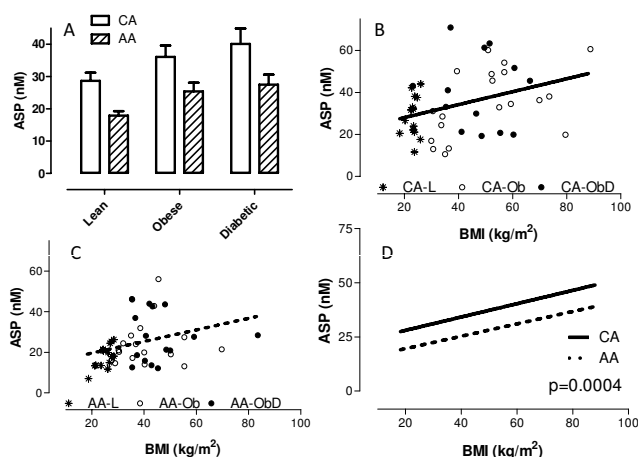 A
CA
AA
ASP (nM)
40
30
20
10
0
Lean
Obese
Diabetic
B
ASP (nM)
60
40
20
0
CA-L
CA-Ob
CA-ObD
20
40
60
80
100
BMI (kg/m2)
C
ASP (nM)
60
40
20
0
AA-L
AA-Ob
AA-ObD
20
40
60
80
100
BMI (kg/m2)
D
ASP (nM)
75
50
25
0
CA
AA
p=0.0004
0
20
40
60
80
100
BMI (kg/m2)